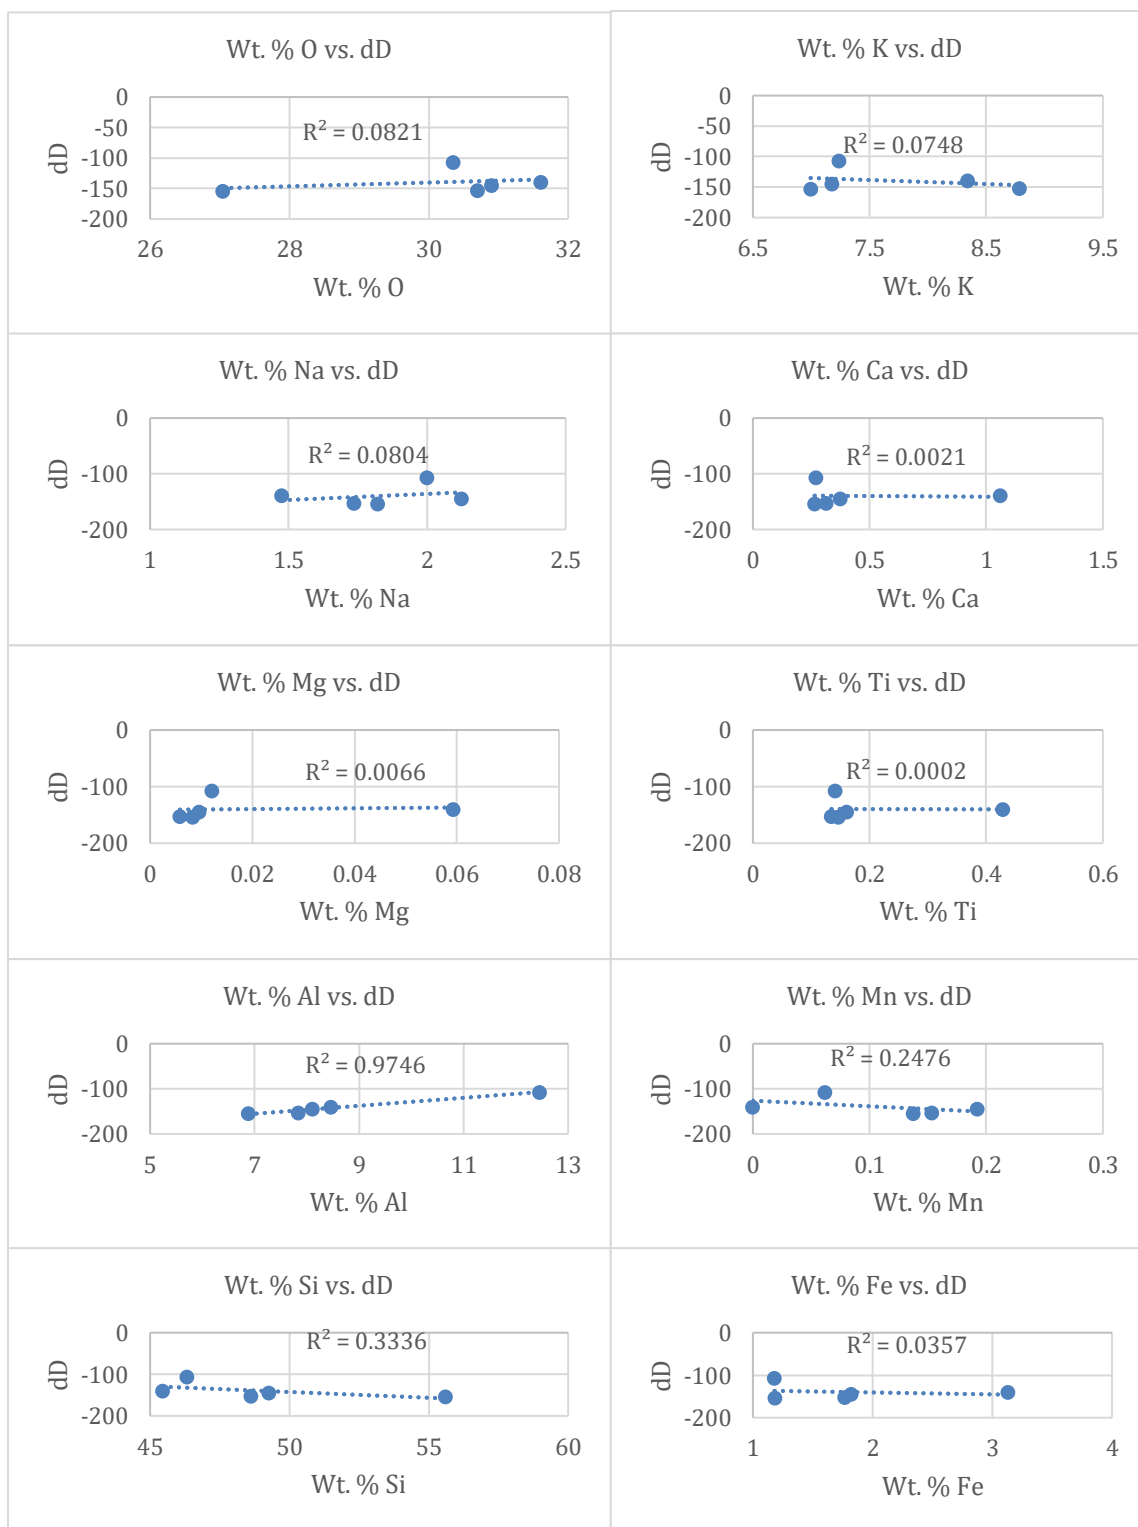 Wt. % O vs. dD
0
-50
-100
-150
-200
R² = 0.0821
dD
26 28 30 32
Wt. % O
Wt. % K vs. dD
0
-50
-100
-150
-200
R² = 0.0748
dD
6.5 7.5 8.5 9.5
Wt. % K
Wt. % Na vs. dD
0
-100
-200
R² = 0.0804
dD
1 1.5 2 2.5
Wt. % Na
Wt. % Ca vs. dD
0
-100
-200
R² = 0.0021
dD
0 0.5 1 1.5
Wt. % Ca
Wt. % Mg vs. dD
0
-100
-200
R² = 0.0066
dD
0 0.02 0.04 0.06 0.08
Wt. % Mg
Wt. % Ti vs. dD
0
-100
-200
R² = 0.0002
dD
0 0.2 0.4 0.6
Wt. % Ti
Wt. % Al vs. dD
0
-100
-200
R² = 0.9746
dD
5 7 9 11 13
Wt. % Al
Wt. % Mn vs. dD
0
-100
-200
R² = 0.2476
dD
0 0.1 0.2 0.3
Wt. % Mn
Wt. % Si vs. dD
0
-100
-200
R² = 0.3336
dD
45 50 55 60
Wt. % Si
Wt. % Fe vs. dD
0
-100
-200
R² = 0.0357
dD
1 2 3 4
Wt. % Fe